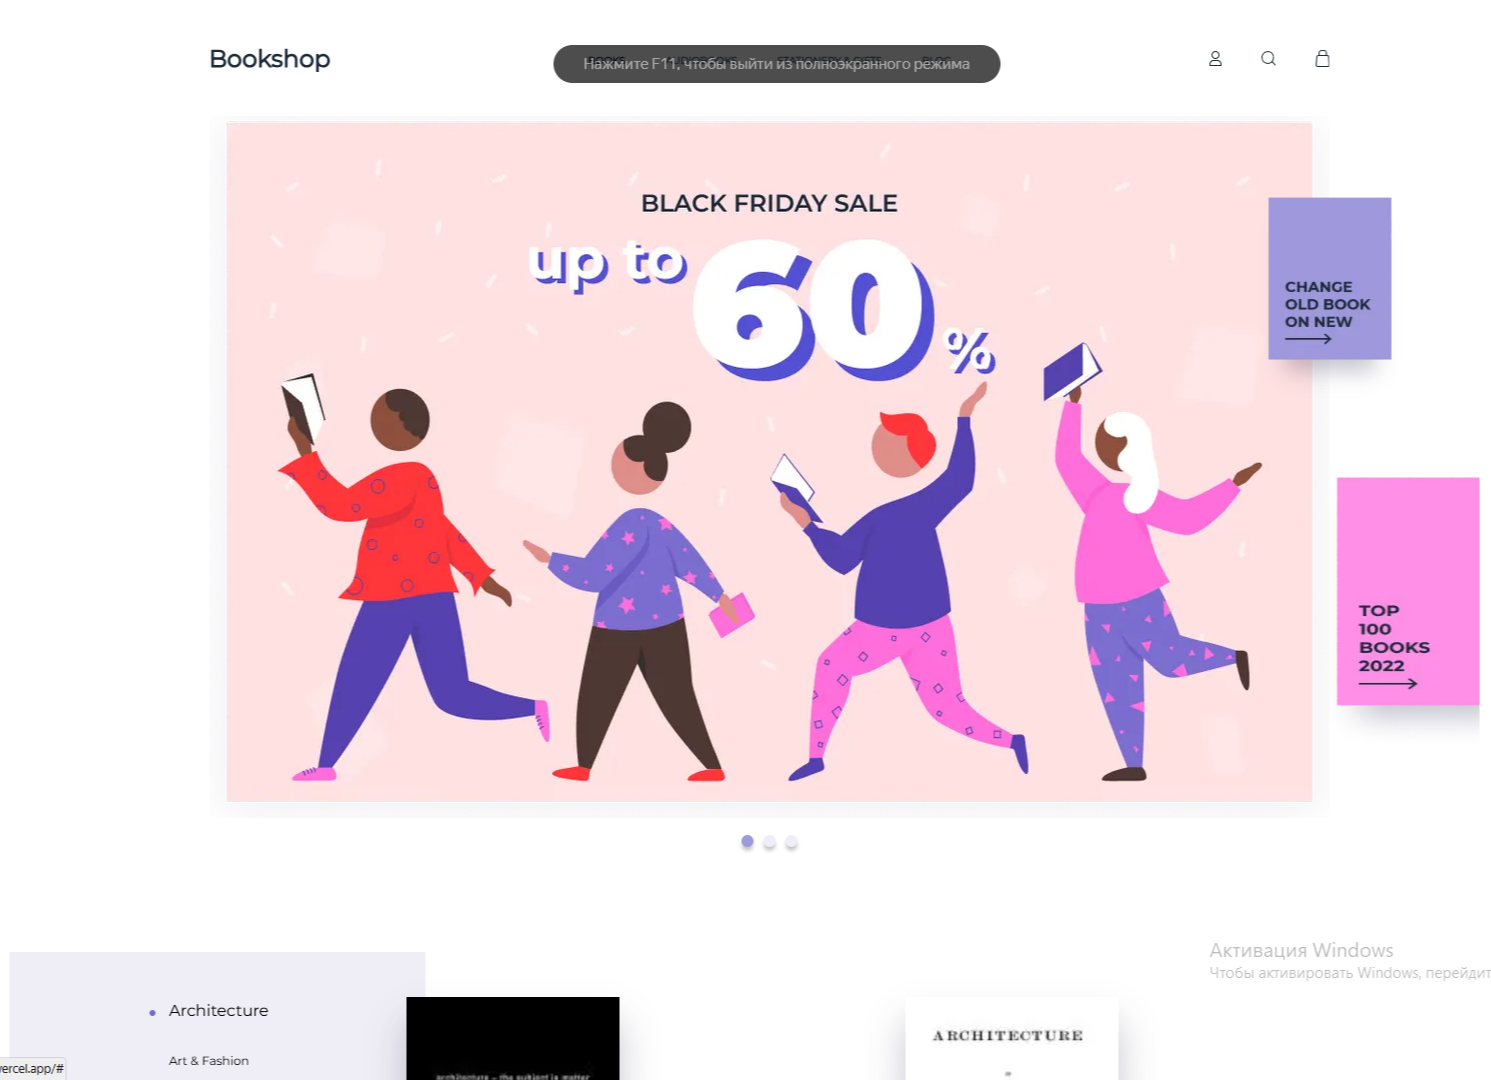 Bookshop
Нажмите F11, чтобы выйти из полноэкранного режима
BLACK FRIDAY SALE
up to 60 %
CHANGE
OLD BOOK
ON NEW
TOP
100
BOOKS
2022
Активация Windows
Чтобы активировать Windows, перейдит
Architecture
Art & Fashion
ercel.app/#
architecture – the subject is matter
ARCHITECTURE